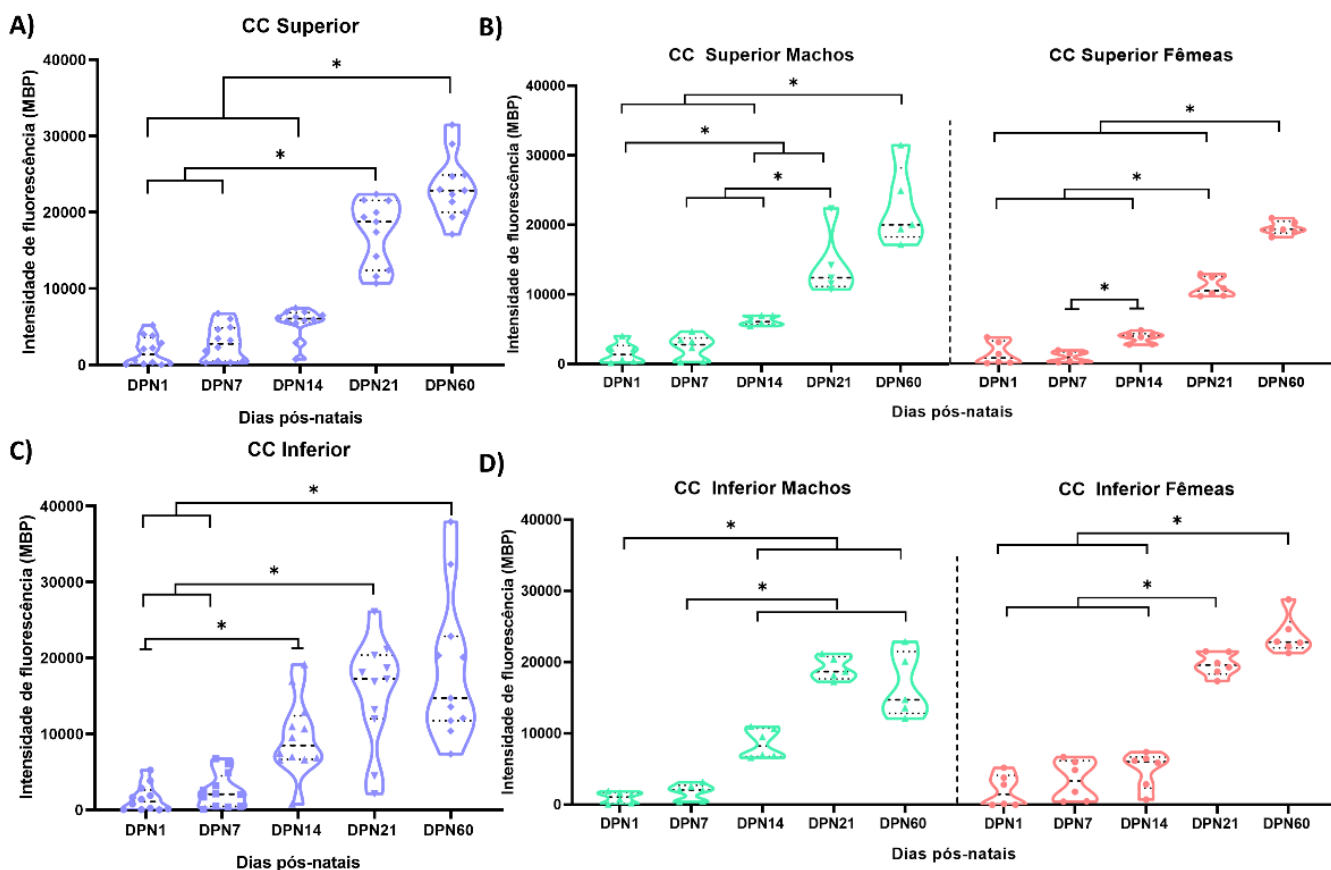 A)
CC Superior
Intensidade de fluorescência (MBP)
40000
30000
20000
10000
0
*
*
DPN1 DPN7 DPN14 DPN21 DPN60
Dias pós-natais
B)
CC Superior Machos
CC Superior Fêmeas
Intensidade de fluorescência (MBP)
40000
30000
20000
10000
0
*
*
*
*
*
*
DPN1 DPN7 DPN14 DPN21 DPN60
DPN1 DPN7 DPN14 DPN21 DPN60
Dias pós-natais
C)
CC Inferior
Intensidade de fluorescência (MBP)
40000
30000
20000
10000
0
*
*
*
DPN1 DPN7 DPN14 DPN21 DPN60
Dias pós-natais
D)
CC Inferior Machos
CC Inferior Fêmeas
Intensidade de fluorescência (MBP)
40000
30000
20000
10000
0
*
*
*
*
DPN1 DPN7 DPN14 DPN21 DPN60
DPN1 DPN7 DPN14 DPN21 DPN60
Dias pós-natais